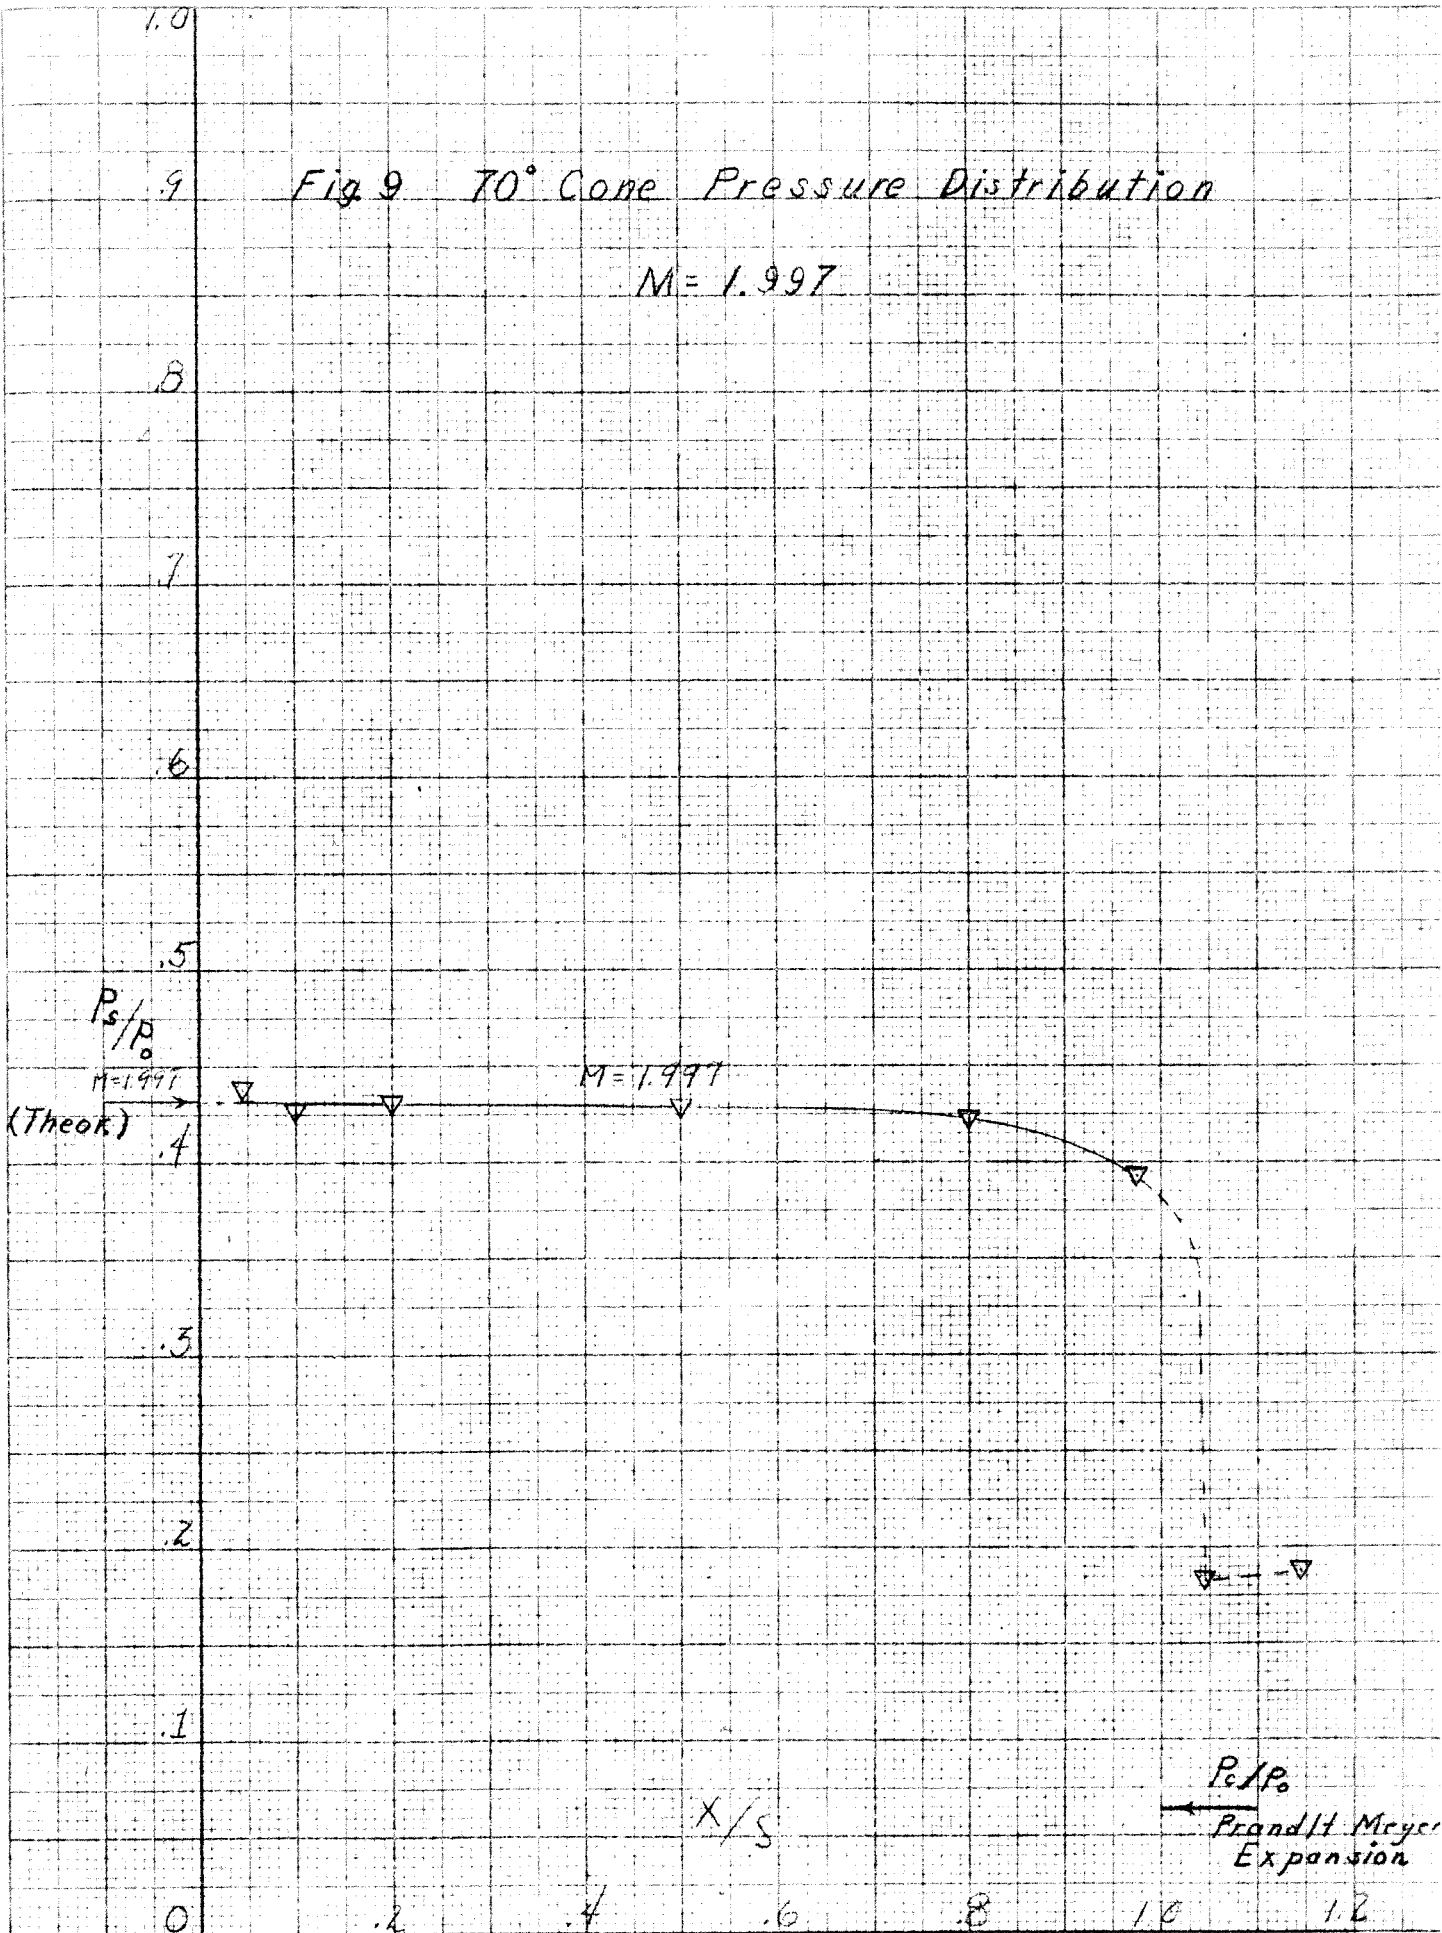 1.0
.9
Fig. 9 70° Cone Pressure Distribution
M = 1.997
.8
.7
.6
.5
Ps/Po
M=1.997
(Theor.)
M=1.997
.4
.3
.2
.1
Pc/Po
Prandlt Meyer
Expansion
X/S
0 .2 .4 .6 .8 1.0 1.2